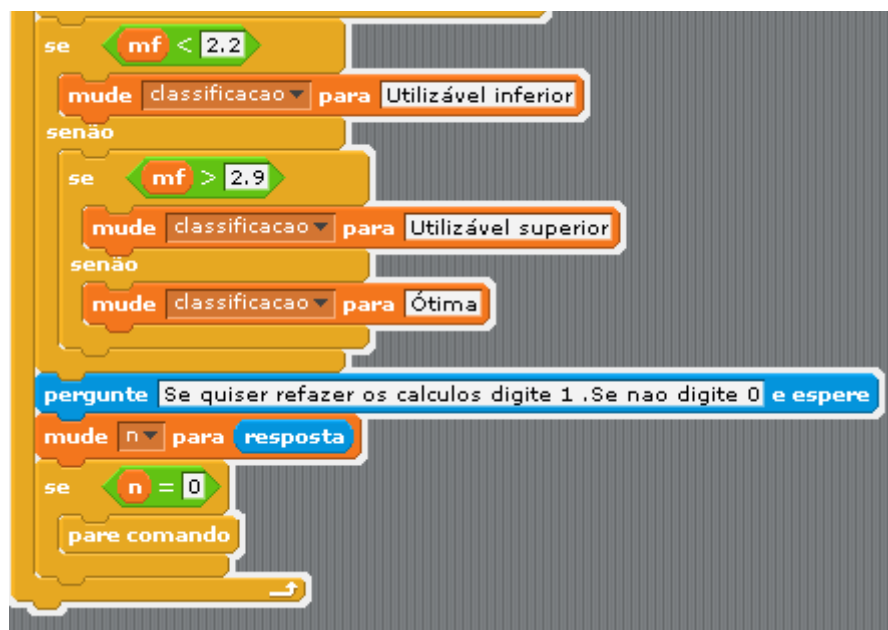 se mf < 2.2
mude classificacao para Utilizável inferior
senão
se mf > 2.9
mude classificacao para Utilizável superior
senão
mude classificacao para Ótima
pergunte Se quiser refazer os calculos digite 1 .Se nao digite 0 e espere
mude n para resposta
se n = 0
pare comando